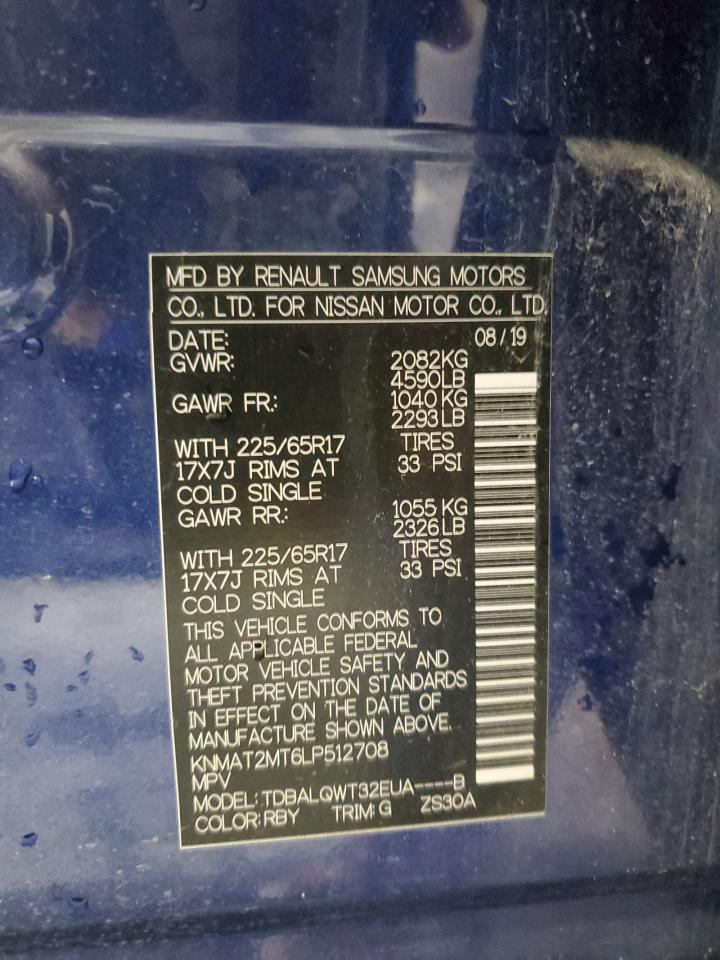 MFD BY RENAULT SAMSUNG MOTORS
CO., LTD. FOR NISSAN MOTOR CO., LTD.
DATE: 08/19
GVWR: 2082KG
4590LB
GAWR FR: 1040KG
2293LB
WITH 225/65R17 TIRES
17X7J RIMS AT 33 PSI
COLD SINGLE
GAWR RR: 1055 KG
2326LB
WITH 225/65R17 TIRES
17X7J RIMS AT 33 PSI
COLD SINGLE
THIS VEHICLE CONFORMS TO
ALL APPLICABLE FEDERAL
MOTOR VEHICLE SAFETY AND
THEFT PREVENTION STANDARDS
IN EFFECT ON THE DATE OF
MANUFACTURE SHOWN ABOVE.
KNMAT2MT6LP512708
MPV
MODEL:TDBALQWT32EUA----B
COLOR:RBY TRIM:G ZS30A